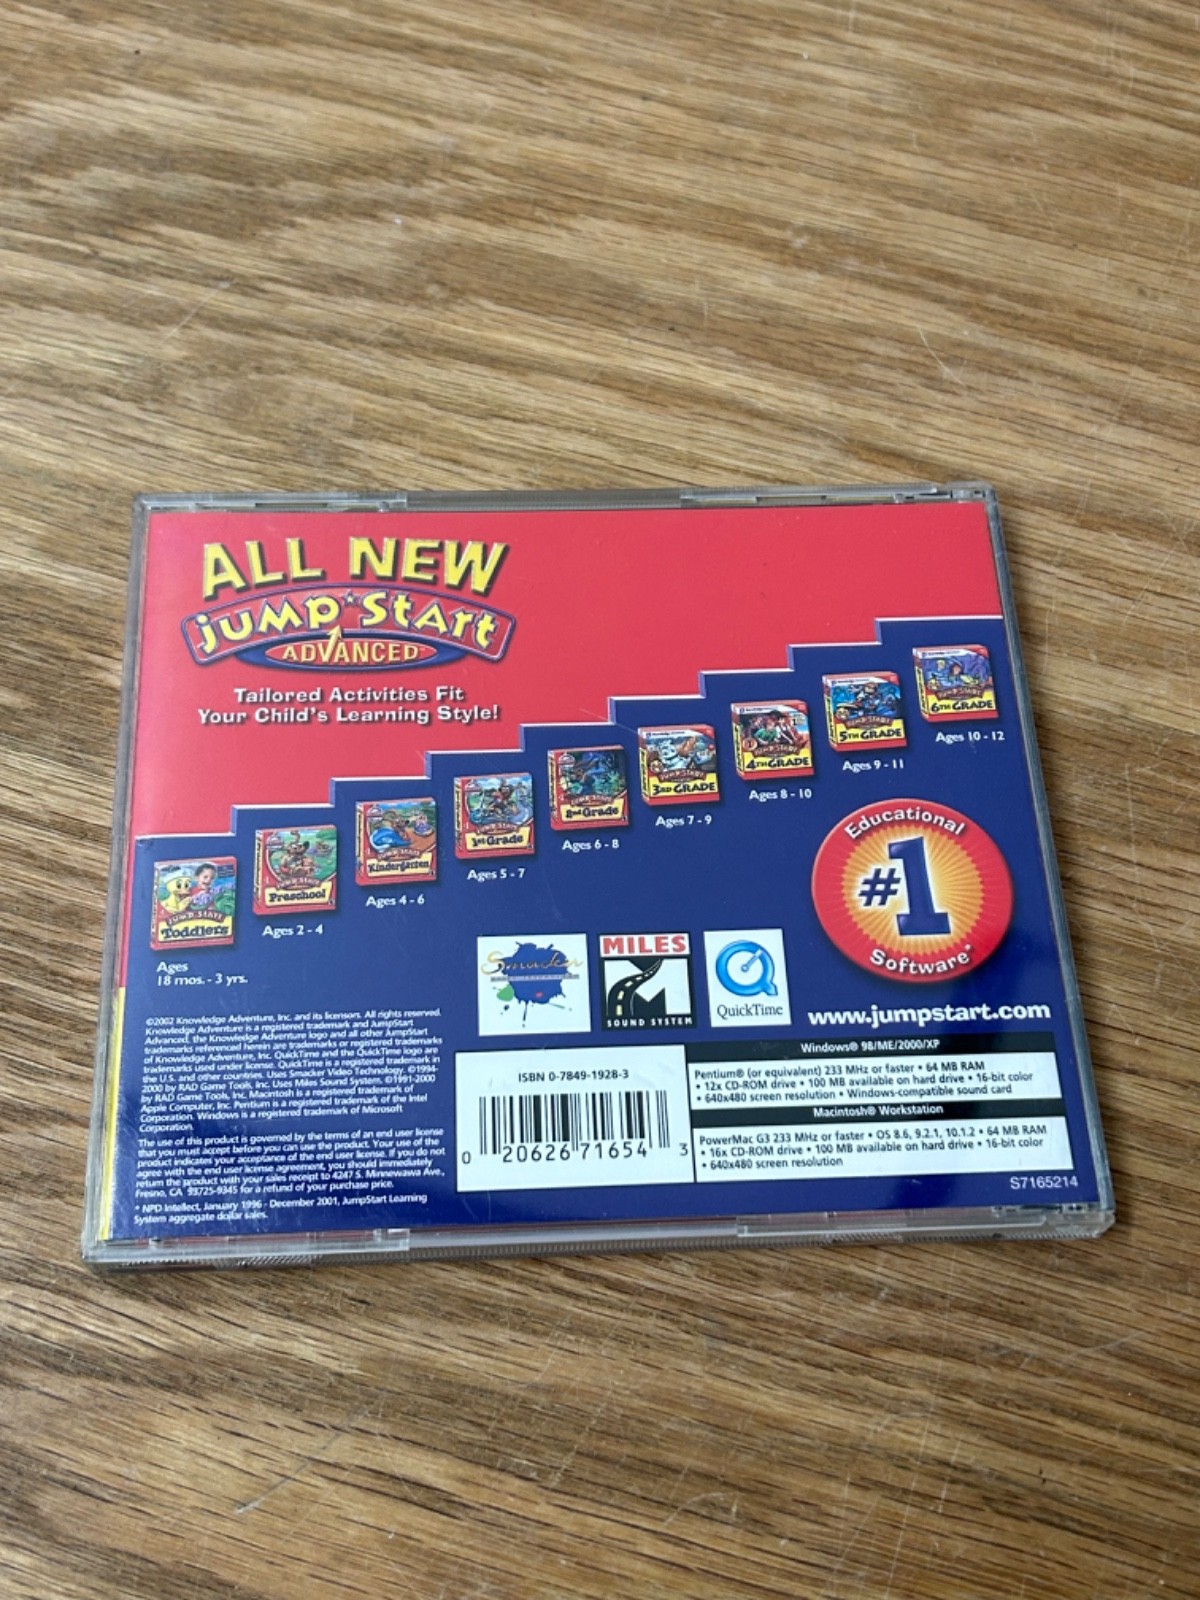 ALL NEW
JumpStart
ADVANCED
Tailored Activities Fit
Your Child's Learning Style!
JUMPSTART
6TH GRADE
Ages 10 - 12
JUMPSTART
5TH GRADE
Ages 9 - 11
JUMPSTART
4TH GRADE
Ages 8 - 10
JUMPSTART
3RD GRADE
Ages 7 - 9
JUMPSTART
2nd Grade
Ages 6 - 8
JUMPSTART
1st Grade
Ages 5 - 7
JUMPSTART
Kindergarten
Ages 4 - 6
JUMPSTART
Preschool
Ages 2 - 4
JUMPSTART
Toddlers
Ages
18 mos. - 3 yrs.
Educational
#1
Software*
Smacker
MILES
SOUND SYSTEM
QuickTime
www.jumpstart.com
©2002 Knowledge Adventure, Inc. and its licensors. All rights reserved.
Knowledge Adventure is a registered trademark and JumpStart
Advanced, the Knowledge Adventure logo and all other JumpStart
trademarks referenced herein are trademarks or registered trademarks
of Knowledge Adventure, Inc. QuickTime and the QuickTime logo are
trademarks used under license. QuickTime is a registered trademark in
the U.S. and other countries. Uses Smacker Video Technology. ©1994-
2000 by RAD Game Tools, Inc. Uses Miles Sound System. ©1991-2000
by RAD Game Tools, Inc. Macintosh is a registered trademark of
Apple Computer, Inc. Pentium is a registered trademark of the Intel
Corporation. Windows is a registered trademark of Microsoft
Corporation.
The use of this product is governed by the terms of an end user license
that you must accept before you can use the product. Your use of the
product indicates your acceptance of the end user license. If you do not
agree with the end user license agreement, you should immediately
return the product with your sales receipt to 4247 S. Minnewawa Ave.,
Fresno, CA 93725-9345 for a refund of your purchase price.
* NPD Intellect, January 1996 - December 2001, JumpStart Learning
System aggregate dollar sales.
ISBN 0-7849-1928-3
0 20626 71654 3
Windows® 98/ME/2000/XP
Pentium® (or equivalent) 233 MHz or faster • 64 MB RAM
• 12x CD-ROM drive • 100 MB available on hard drive • 16-bit color
• 640x480 screen resolution • Windows-compatible sound card
Macintosh® Workstation
PowerMac G3 233 MHz or faster • OS 8.6, 9.2.1, 10.1.2 • 64 MB RAM
• 16x CD-ROM drive • 100 MB available on hard drive • 16-bit color
• 640x480 screen resolution
S7165214